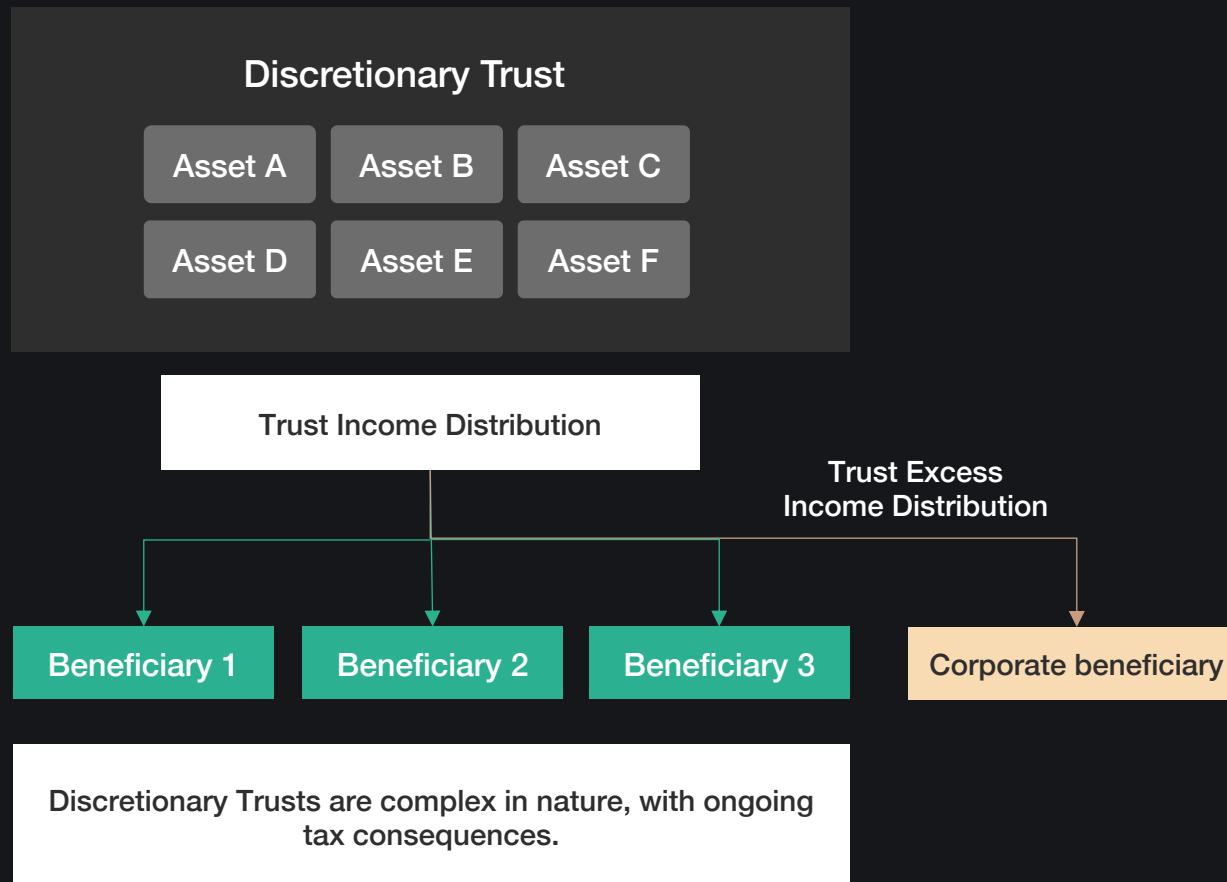 Discretionary Trust
Asset A
Asset B
Asset C
Asset D
Asset E
Asset F
Trust Income Distribution
Trust Excess
Income Distribution
Beneficiary 1
Beneficiary 2
Beneficiary 3
Corporate beneficiary
Discretionary Trusts are complex in nature, with ongoing
tax consequences.